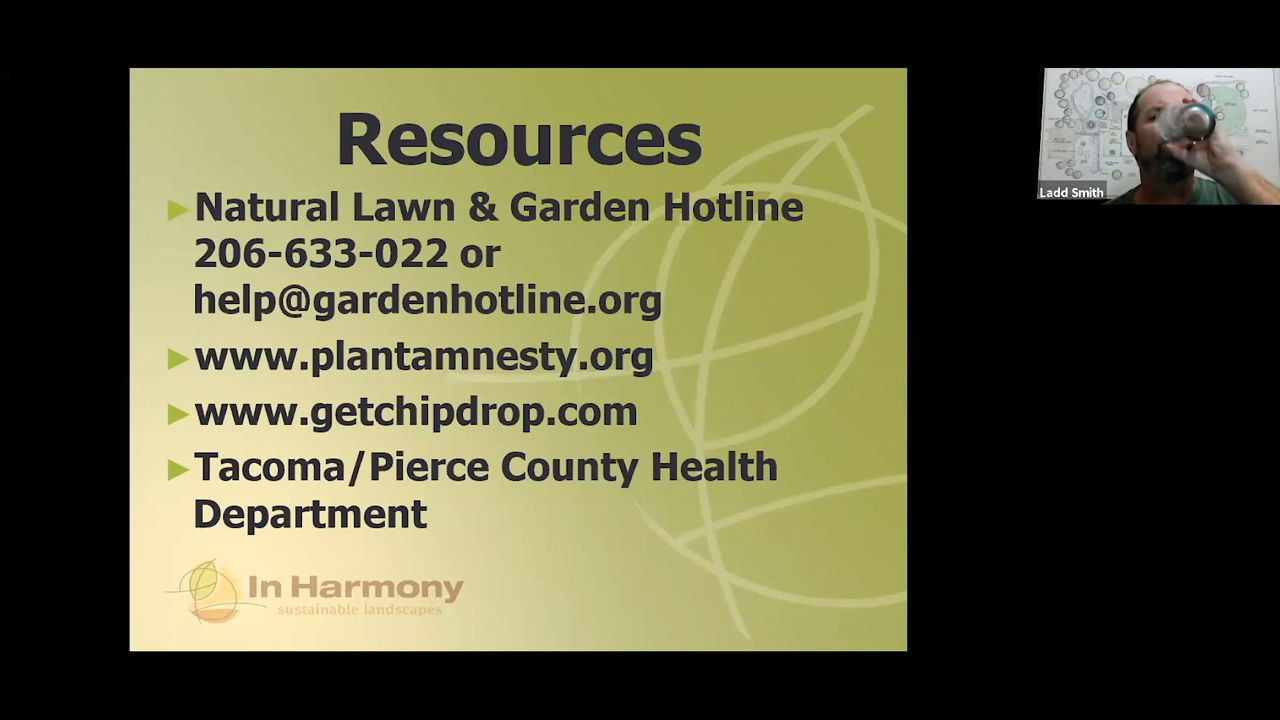 Resources
Natural Lawn & Garden Hotline
206-633-022 or
help@gardenhotline.org
www.plantamnesty.org
www.getchipdrop.com
Tacoma/Pierce County Health
Department
In Harmony
sustainable landscapes
Ladd Smith